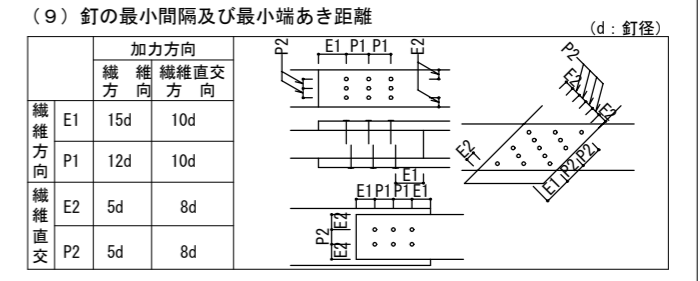 （９）釘の最小間隔及び最小端あき距離
（d：釘径）
加力方向
繊維方向 繊維直交方向
繊維方向 E1 15d 10d
P1 12d 10d
繊維直交 E2 5d 8d
P2 5d 8d
P2 E1 P1 P1 E2
E1
E1 P1 P1 E1
E2
P2
E2
P2
E2
E2
E2
E1 P2 P2